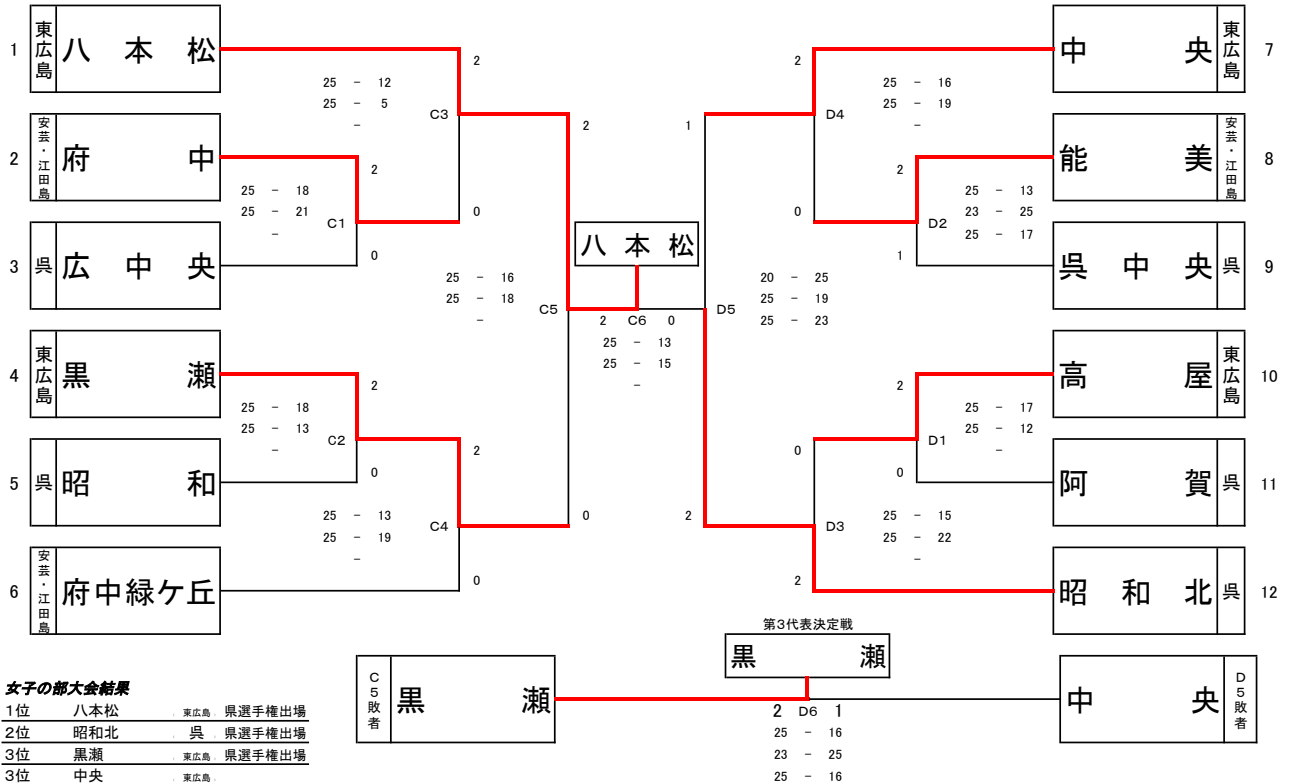 1 東広島 八本松
2 安芸・江田島 府中
3 呉 広中央
4 東広島 黒瀬
5 呉 昭和
6 安芸・江田島 府中緑ケ丘
25 - 12
25 - 5
-
C3
2
0
25 - 18
25 - 21
-
C1
2
0
25 - 18
25 - 13
-
C2
2
0
25 - 13
25 - 19
-
C4
2
0
25 - 16
25 - 18
-
C5
2
0
八本松
2 C6 0
25 - 13
25 - 15
-
1
2
D5
20 - 25
25 - 19
25 - 23
2
0
D4
25 - 16
25 - 19
-
2
1
D2
25 - 13
23 - 25
25 - 17
2
0
D1
25 - 17
25 - 12
-
0
2
D3
25 - 15
25 - 22
-
中央 東広島 7
能美 安芸・江田島 8
呉中央 呉 9
高屋 東広島 10
阿賀 呉 11
昭和北 呉 12
第3代表決定戦
黒瀬
C5敗者 黒瀬
中央 D5敗者
2 D6 1
25 - 16
23 - 25
25 - 16
女子の部大会結果
1位 八本松 東広島 県選手権出場
2位 昭和北 呉 県選手権出場
3位 黒瀬 東広島 県選手権出場
3位 中央 東広島